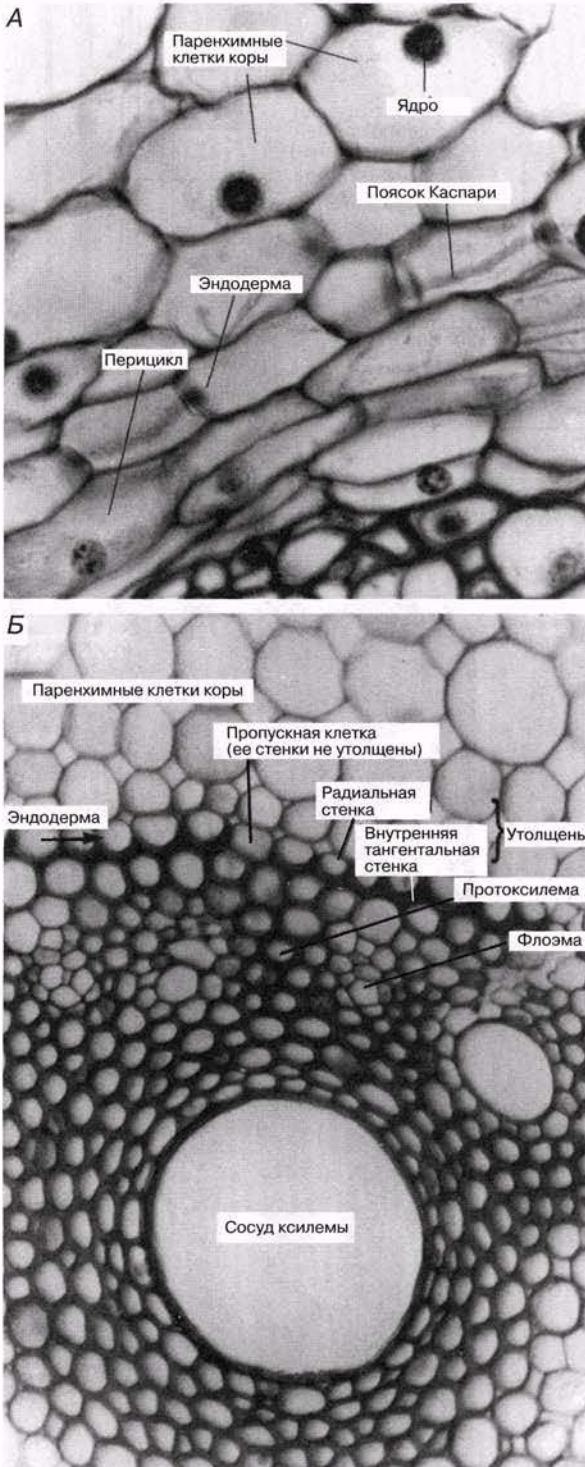 А
Паренхимные
клетки коры
Ядро
Поясок Каспари
Эндодерма
Перицикл
Б
Паренхимные клетки коры
Пропускная клетка
(ее стенки не утолщены)
Радиальная
стенка
Эндодерма
Внутренняя
тангентальная
стенка
Утолщены
Протоксилема
Флоэма
Сосуд ксилемы